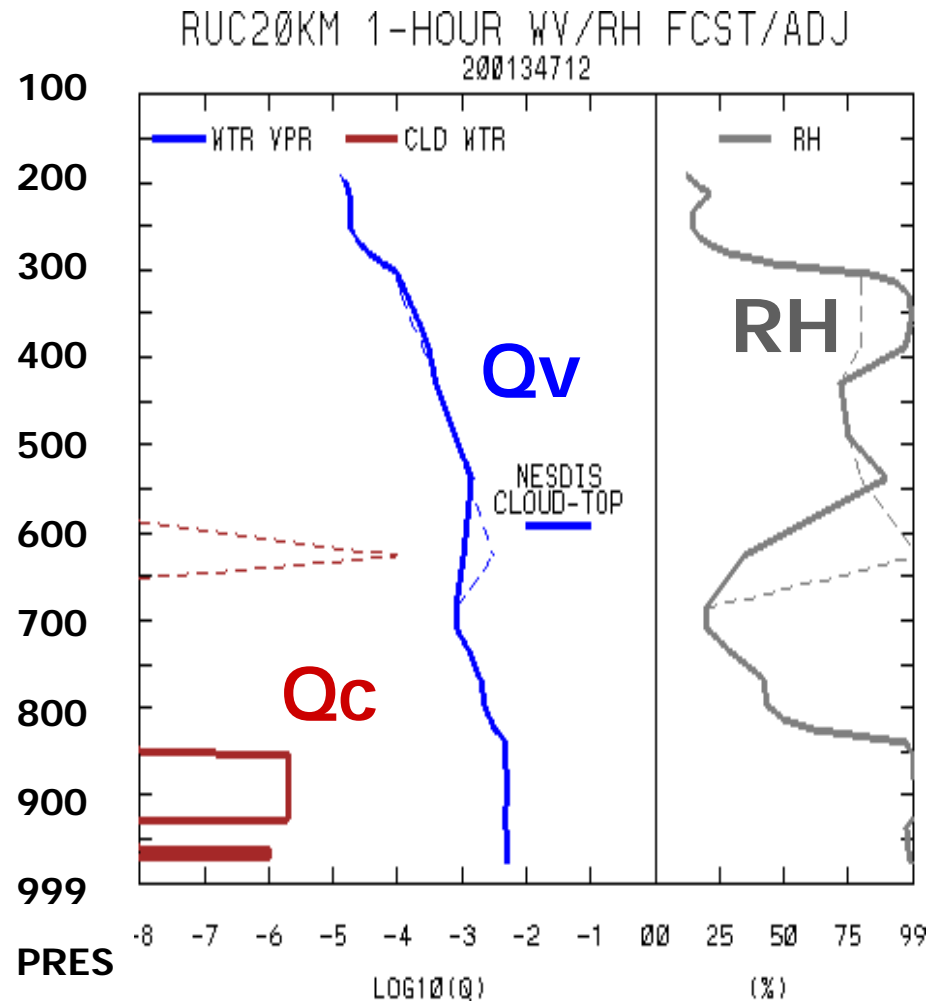 RUC20KM 1-HOUR WV/RH FCST/ADJ
200134712
100
WTR VPR CLD WTR RH
200
300
RH
400
Qv
500
NESDIS
CLOUD-TOP
600
700
Qc
800
900
999
-8 -7 -6 -5 -4 -3 -2 -1 00 25 50 75 99
PRES
LOG10(Q) (%)